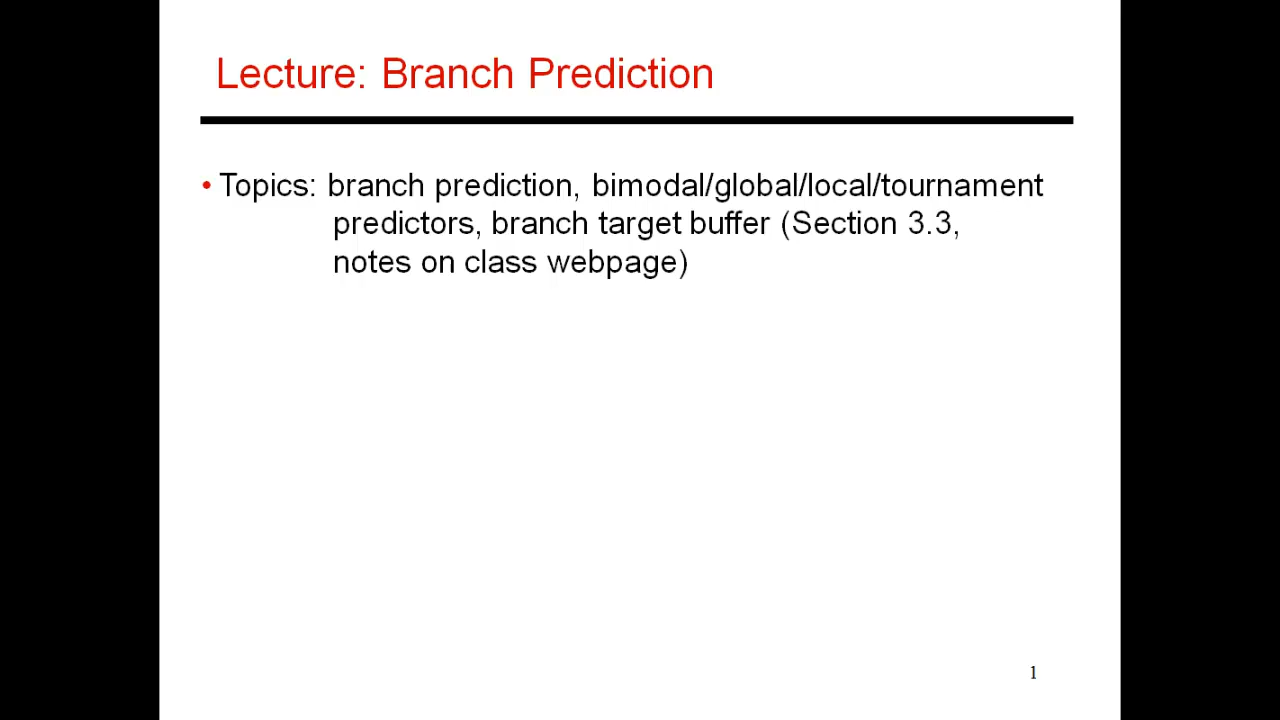 Lecture: Branch Prediction
• Topics: branch prediction, bimodal/global/local/tournament
predictors, branch target buffer (Section 3.3,
notes on class webpage)
1